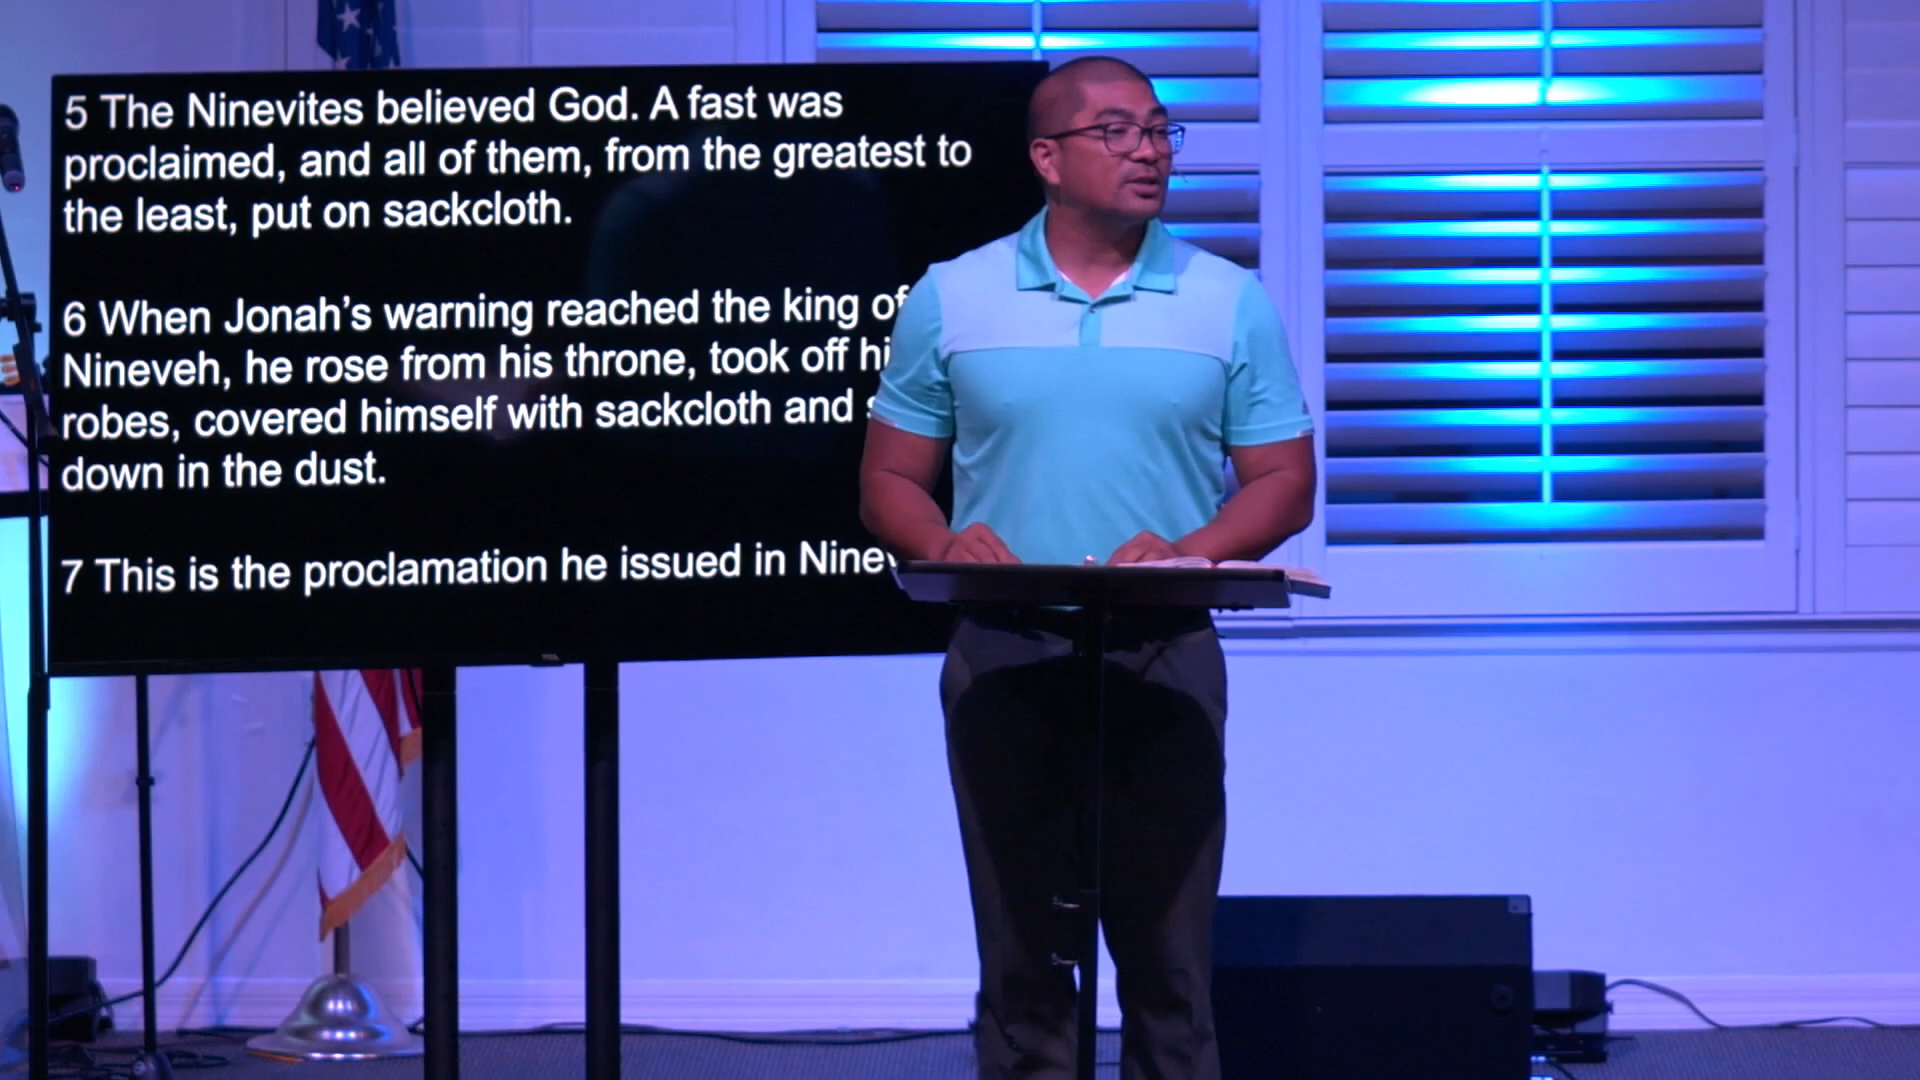 5 The Ninevites believed God. A fast was
proclaimed, and all of them, from the greatest to
the least, put on sackcloth.
6 When Jonah’s warning reached the king of
Nineveh, he rose from his throne, took off
robes, covered himself with sackcloth and
down in the dust.
7 This is the proclamation he issued in